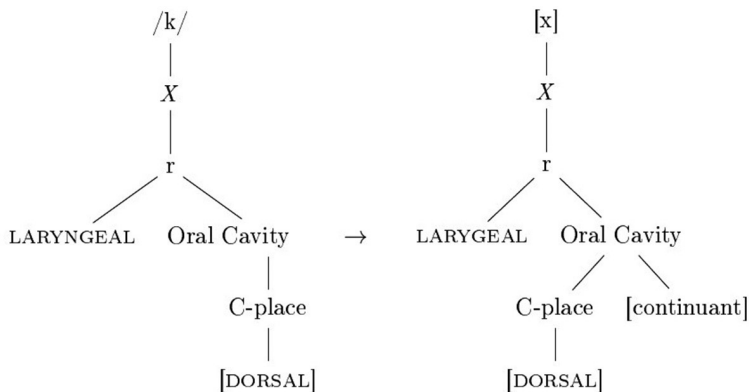 /k/ [x]
X X
r r
LARYNGEAL Oral Cavity → LARYGEAL Oral Cavity
C-place C-place [continuant]
[DORSAL] [DORSAL]